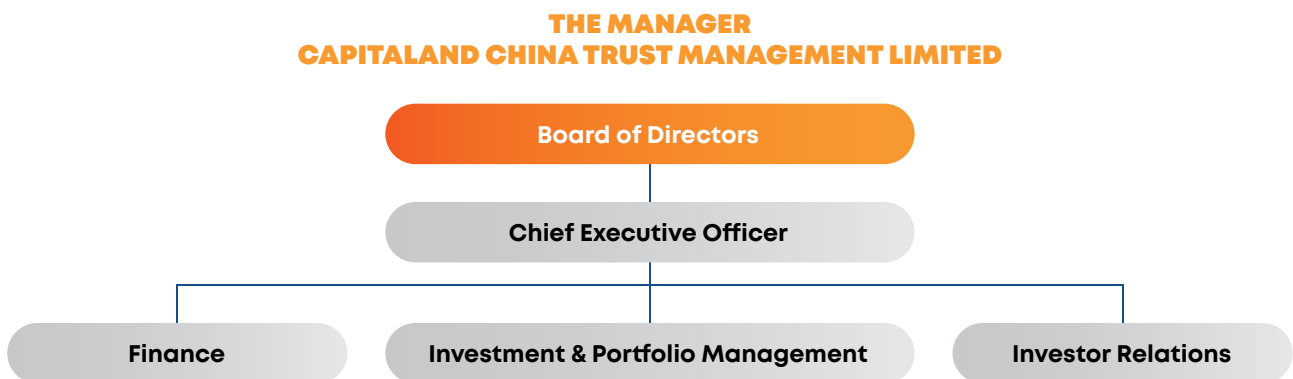 THE MANAGER
CAPITALAND CHINA TRUST MANAGEMENT LIMITED
Board of Directors
Chief Executive Officer
Finance
Investment & Portfolio Management
Investor Relations